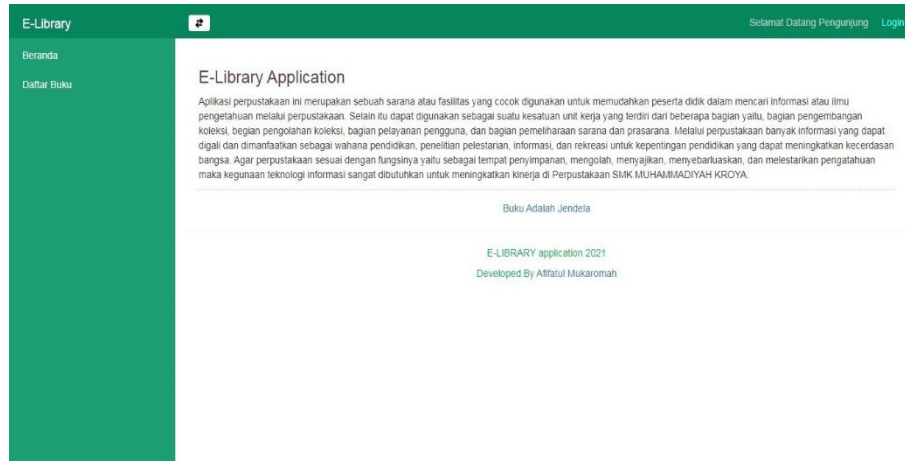 E-Library
Selamat Datang Pengunjung Login
Beranda
Daftar Buku
E-Library Application
Aplikasi perpustakaan ini merupakan sebuah sarana atau fasilitas yang cocok digunakan untuk memudahkan peserta didik dalam mencari informasi atau ilmu
pengetahuan melalui perpustakaan. Selain itu dapat digunakan sebagai suatu kesatuan unit kerja yang terdiri dari beberapa bagian yaitu, bagian pengembangan
koleksi, begian pengolahan koleksi, bagian pelayanan pengguna, dan bagian pemeliharaan sarana dan prasarana. Melalui perpustakaan banyak informasi yang dapat
digali dan dimanfaatkan sebagai wahana pendidikan, penelitian pelestarian, informasi, dan rekreasi untuk kepentingan pendidikan yang dapat meningkatkan kecerdasan
bangsa. Agar perpustakaan sesuai dengan fungsinya yaitu sebagai tempat penyimpanan, mengolah, menyajikan, menyebarluaskan, dan melestarikan pengatahuan
maka kegunaan teknologi informasi sangat dibutuhkan untuk meningkatkan kinerja di Perpustakaan SMK MUHAMMADIYAH KROYA.
Buku Adalah Jendela
E-LIBRARY application 2021
Developed By Afifatul Mukaromah